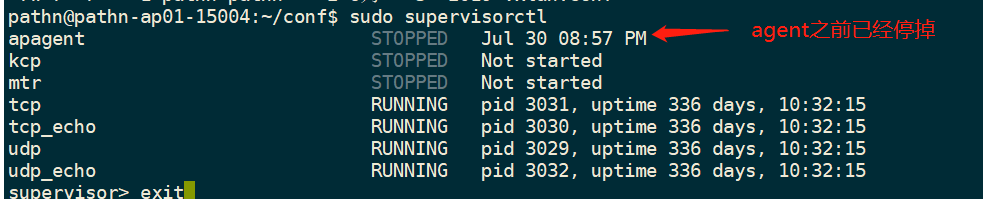 pathn@pathn-ap01-15004:~/conf$ sudo supervisorctl
apagent STOPPED Jul 30 08:57 PM agent之前已经停掉
kcp STOPPED Not started
mtr STOPPED Not started
tcp RUNNING pid 3031, uptime 336 days, 10:32:15
tcp_echo RUNNING pid 3030, uptime 336 days, 10:32:15
udp RUNNING pid 3029, uptime 336 days, 10:32:15
udp_echo RUNNING pid 3032, uptime 336 days, 10:32:15
supervisor> exit